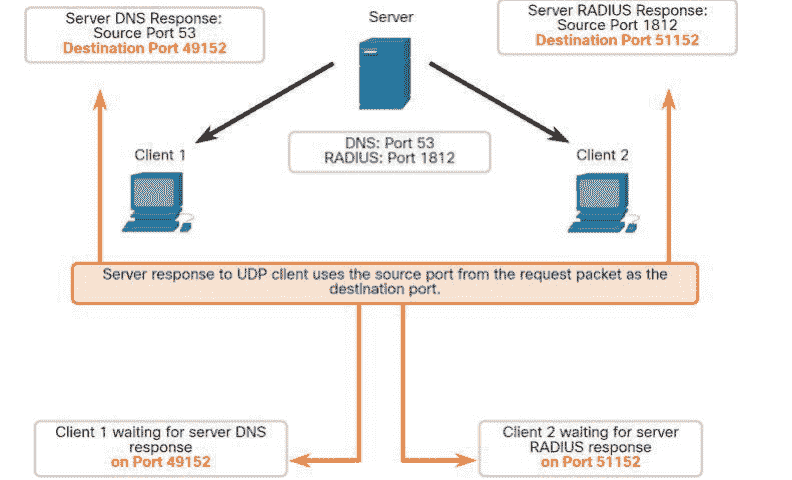 Server DNS Response:
Source Port 53
Destination Port 49152
Server
Server RADIUS Response:
Source Port 1812
Destination Port 51152
DNS: Port 53
RADIUS: Port 1812
Client 1
Client 2
Server response to UDP client uses the source port from the request packet as the
destination port.
Client 1 waiting for server DNS
response
on Port 49152
Client 2 waiting for server
RADIUS response
on Port 51152